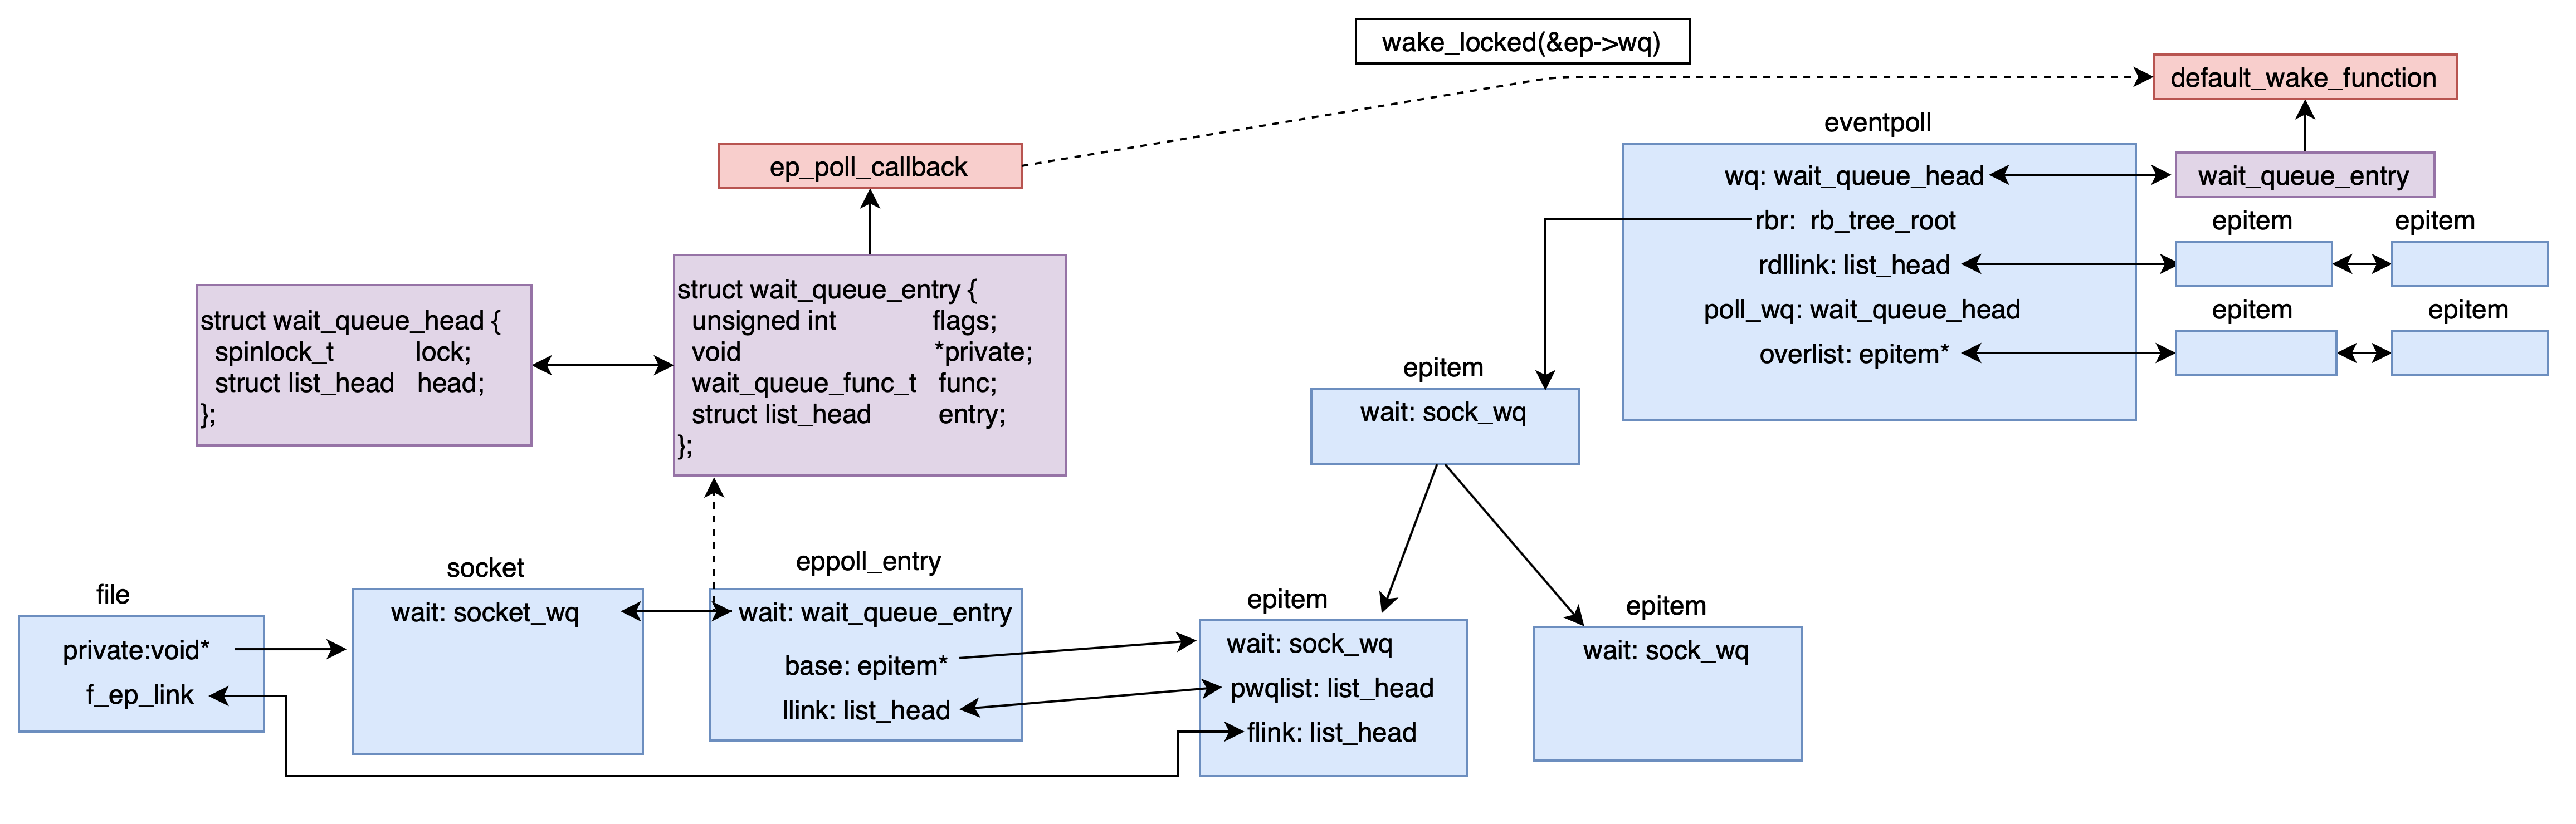 wake_locked(&ep->wq)
default_wake_function
eventpoll
ep_poll_callback
wq: wait_queue_head
wait_queue_entry
rbr: rb_tree_root
epitem
epitem
rdllink: list_head
poll_wq: wait_queue_head
epitem
epitem
overlist: epitem*
struct wait_queue_head {
spinlock_t lock;
struct list_head head;
};
struct wait_queue_entry {
unsigned int flags;
void *private;
wait_queue_func_t func;
struct list_head entry;
};
epitem
wait: sock_wq
file
private:void*
f_ep_link
socket
wait: socket_wq
eppoll_entry
wait: wait_queue_entry
base: epitem*
llink: list_head
epitem
wait: sock_wq
pwqlist: list_head
flink: list_head
epitem
wait: sock_wq